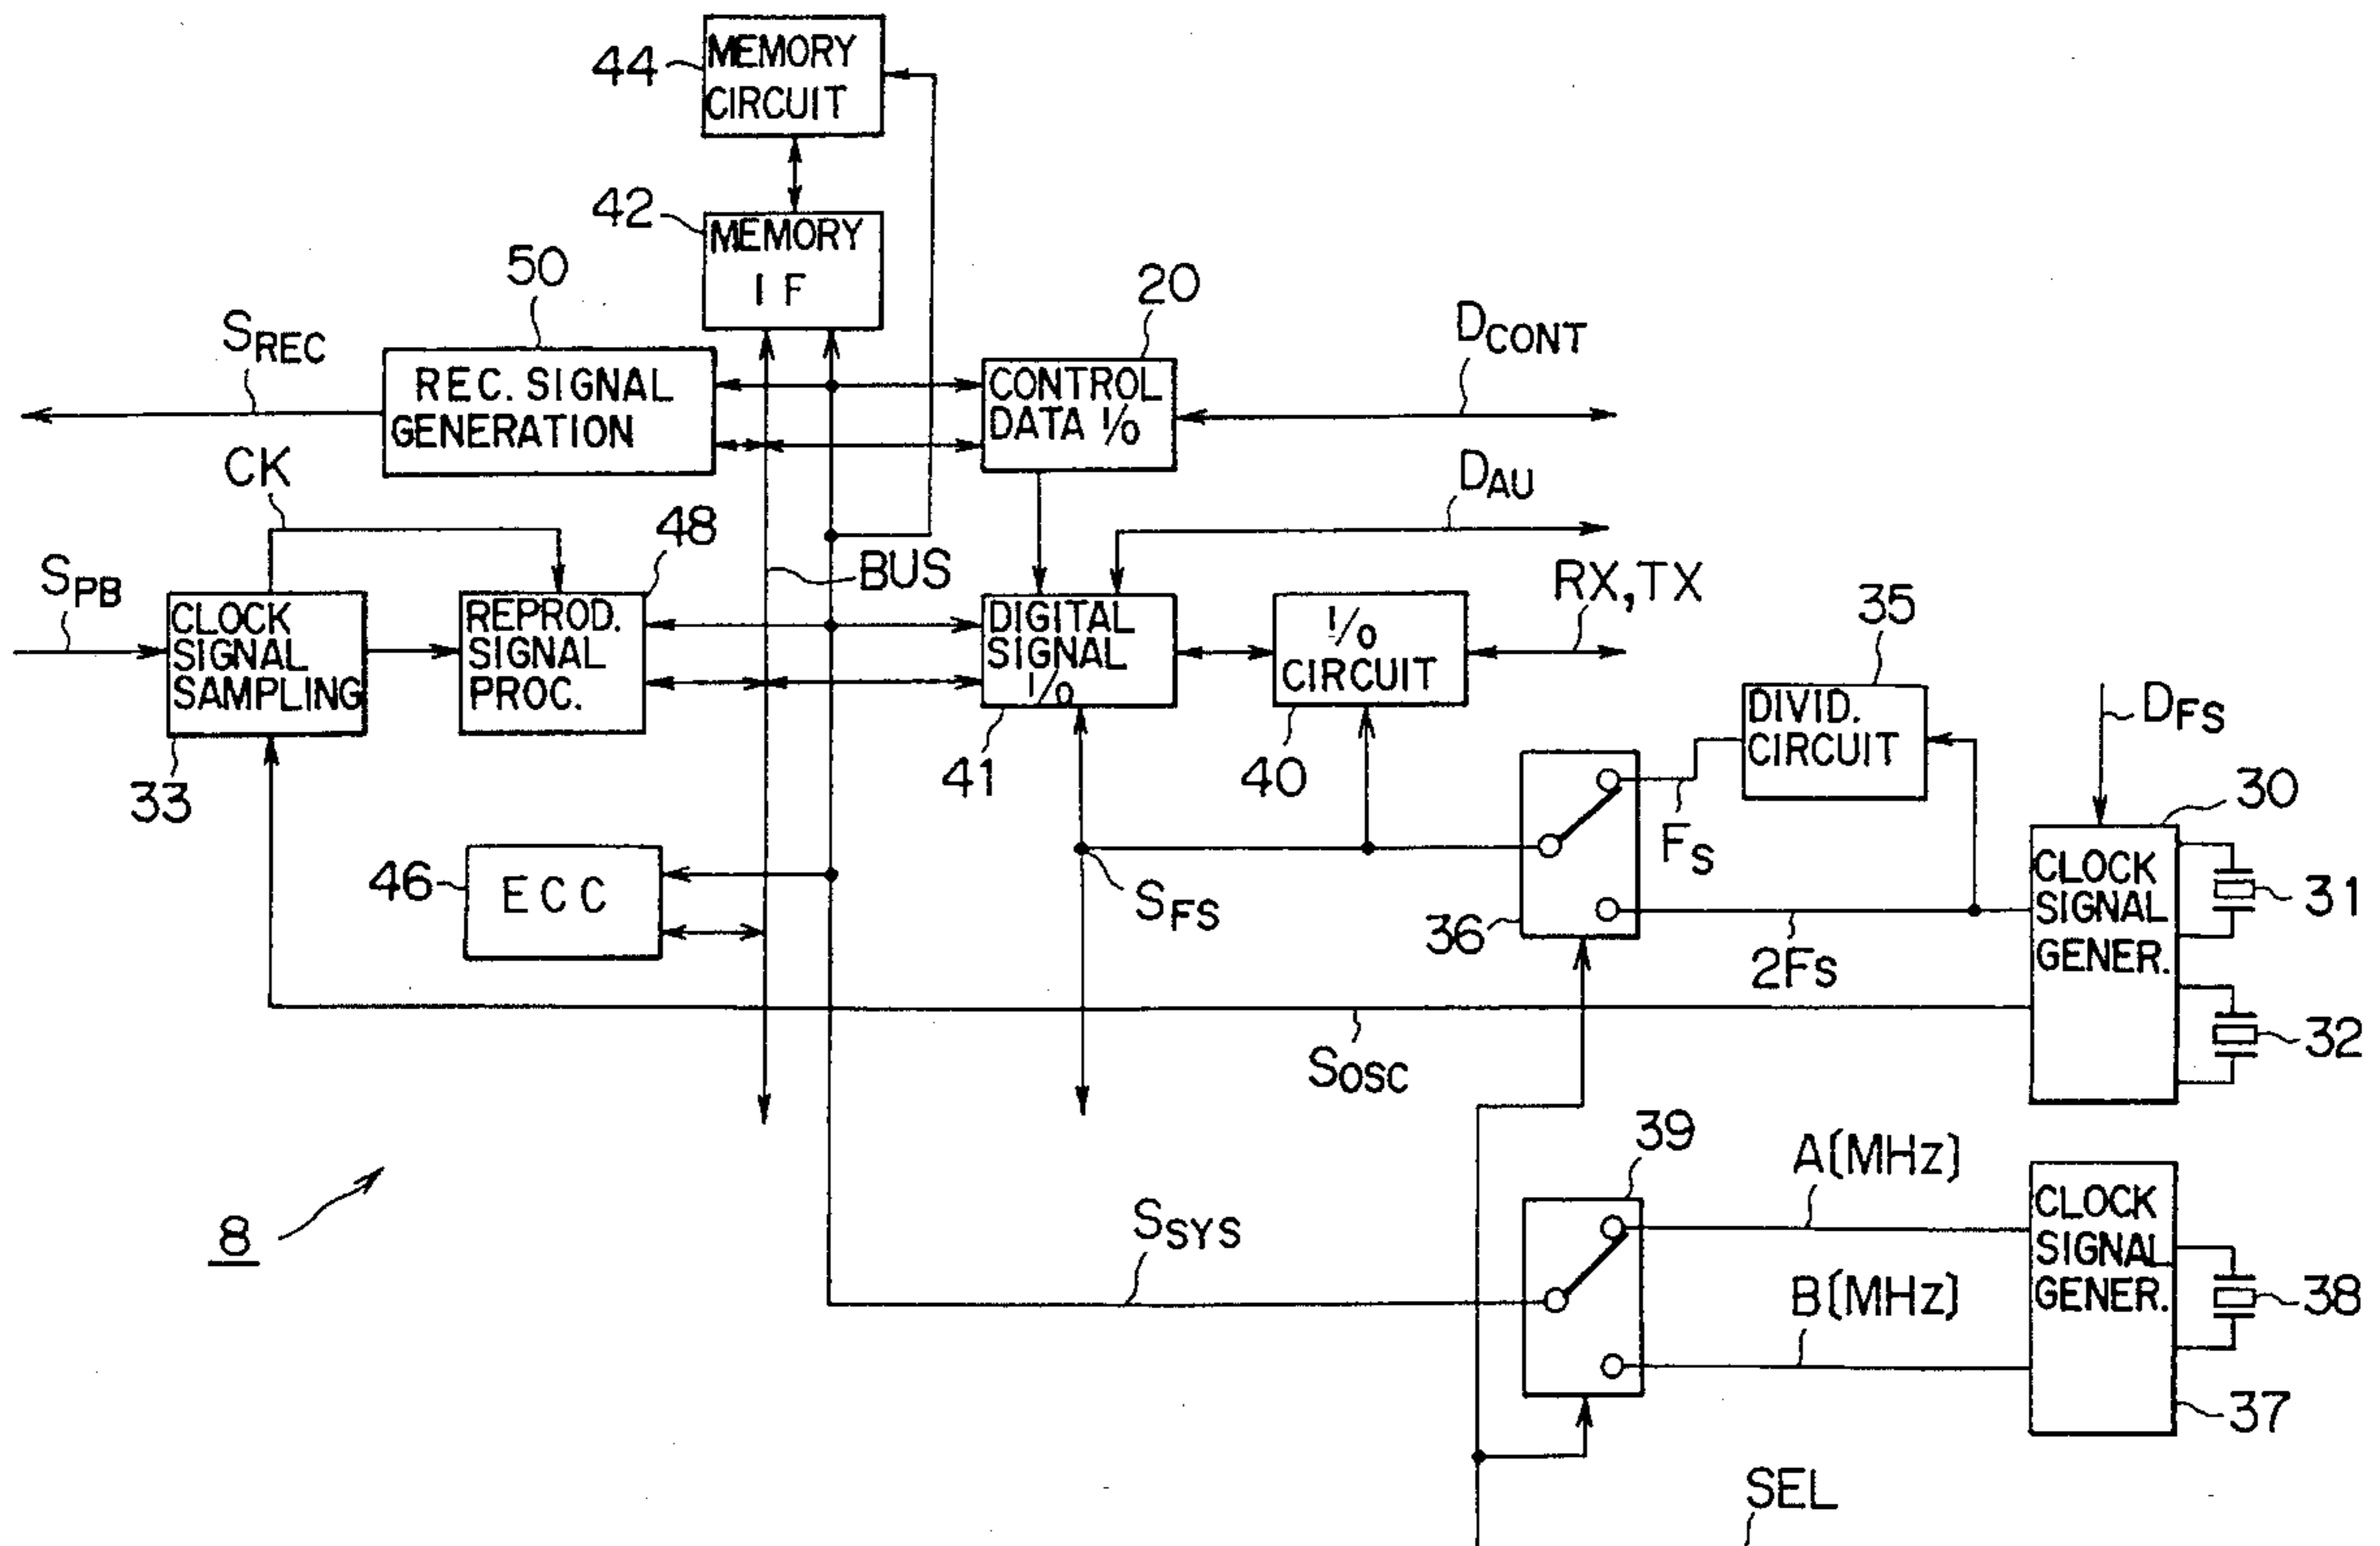 44
MEMORY
CIRCUIT
42
MEMORY
IF
50
20
SREC
REC. SIGNAL
GENERATION
CONTROL
DATA I/O
DCONT
CK
DAU
48
SPB
CLOCK
SIGNAL
SAMPLING
REPROD.
SIGNAL
PROC.
BUS
DIGITAL
SIGNAL
I/O
I/O
CIRCUIT
RX, TX
35
33
41
40
DIVID.
CIRCUIT
DFS
30
46
ECC
SFS
36
FS
2FS
CLOCK
SIGNAL
GENER.
31
32
SOSC
39
A[MHz]
8
SSYS
B[MHz]
CLOCK
SIGNAL
GENER.
38
37
SEL